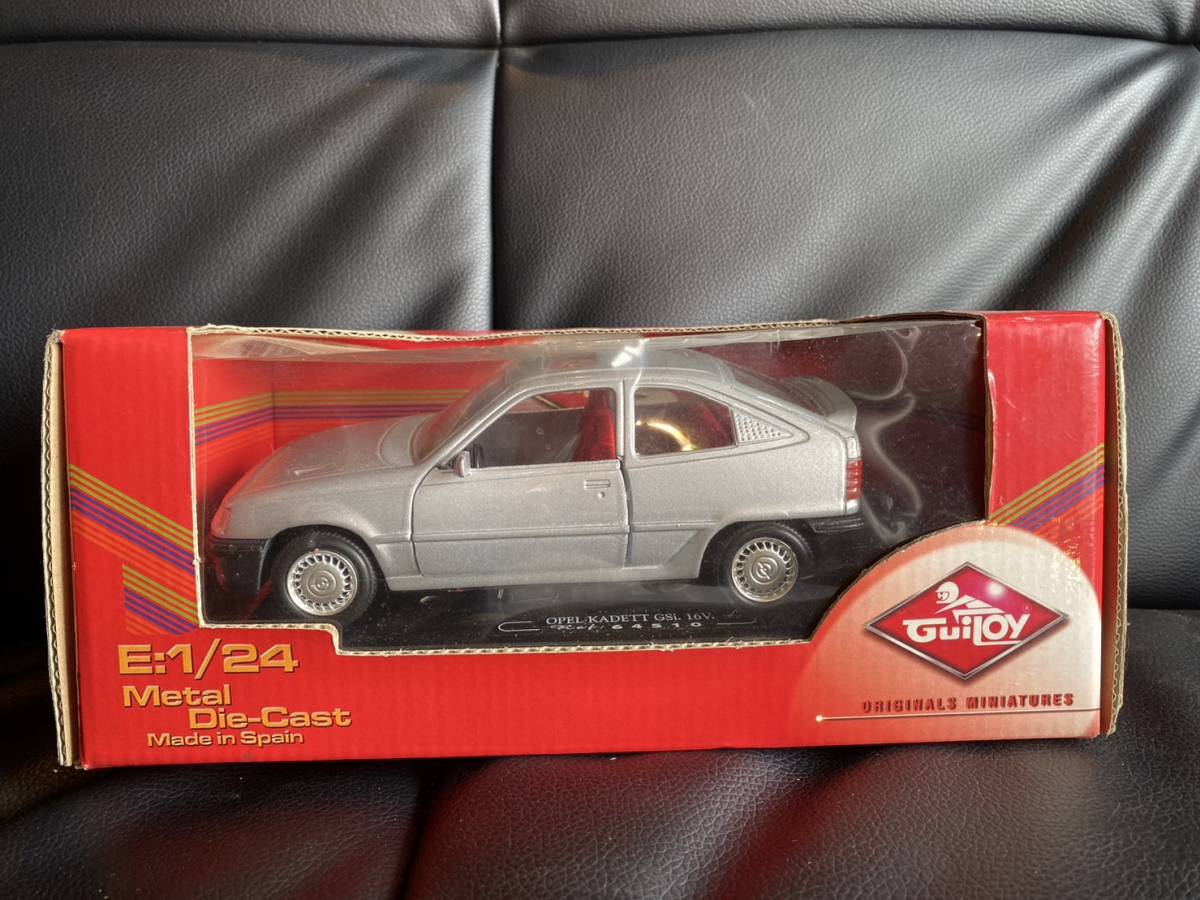 OPEL KADETT GSi. 16V.
Ref. 64510
E:1/24
Metal
Die-Cast
Made in Spain
GUILOY
ORIGINALS MINIATURES